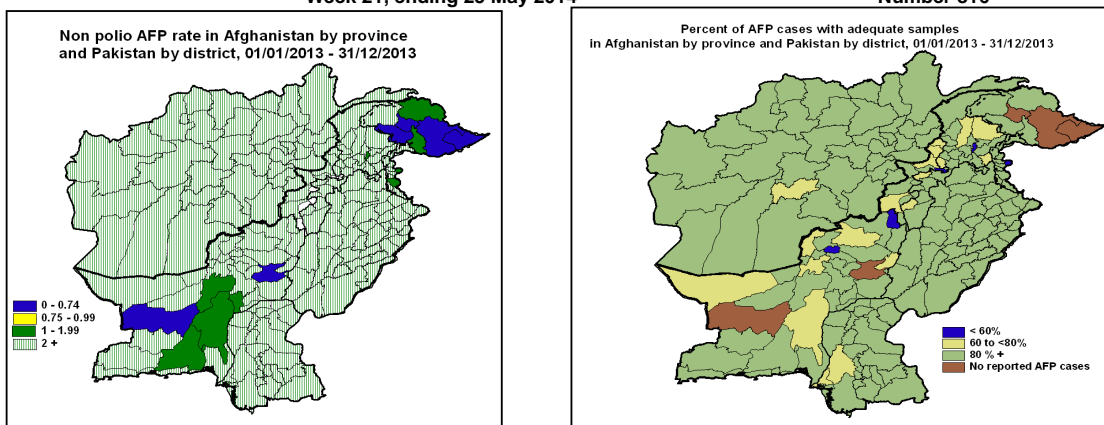 Week 21, ending 25 May 2014
Number 816
Non polio AFP rate in Afghanistan by province
and Pakistan by district, 01/01/2013 - 31/12/2013
0 - 0.74
0.75 - 0.99
1 - 1.99
2 +
Percent of AFP cases with adequate samples
in Afghanistan by province and Pakistan by district, 01/01/2013 - 31/12/2013
< 60%
60 to <80%
80 % +
No reported AFP cases